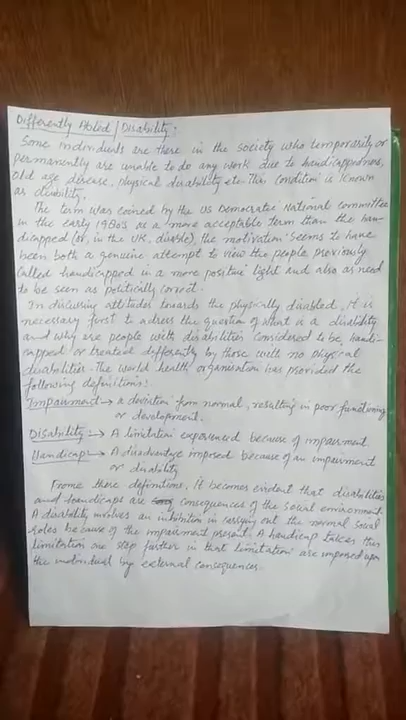 Differently Abled / Disability :
Some individuals are there in the society who temporarily or
permanently are unable to do any work due to handicappedness,
old age disease, physical disability etc. This condition is known
as disability.
The term was coined by the US Democratic National committee
in the early 1980s as a more acceptable term than the han-
dicapped (or, in the UK, disable) the motivation seems to have
been both a genuine attempt to view the people previously
called handicapped in a more positive light and also as need
to be seen as politically correct.
In discussing attitudes towards the physically disabled, it is
necessary first to adress the question of what is a disability
and why are people with disabilities considered to be, handi-
capped or treated differently by those with no physical
disabilities. The world health organisation has provided the
following definitions:
Impairment → a deviation from normal, resulting in poor functioning
or development.
Disability → A limitation experienced because of impairment.
Handicap → A disadvantage imposed because of an impairment
or disability
Frome these definitions, It becomes evident that disabilities
and handicaps are consequences of the social environment.
A disability involves an inhibition in carrying out the normal social
roles because of the impairment present. A handicap takes this
limitation one step further in that limitation are imposed upon
the individual by external consequences.